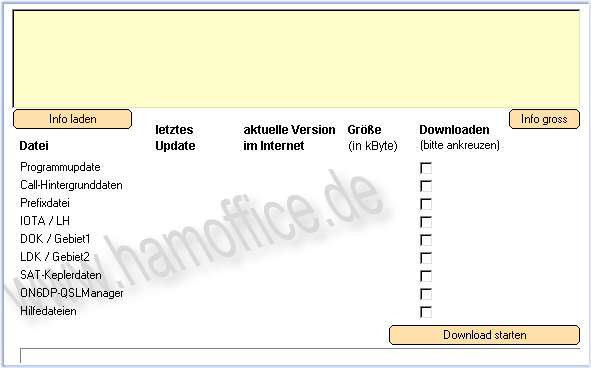 Info laden
Info gross
letztes aktuelle Version Größe Downloaden
Datei Update im Internet (in kByte) (bitte ankreuzen)
Programmupdate
Call-Hintergrunddaten
Prefixdatei
IOTA / LH
DOK / Gebiet1
LDK / Gebiet2
SAT-Keplerdaten
ON6DP-QSLManager
Hilfedateien
www.hamoffice.de
Download starten